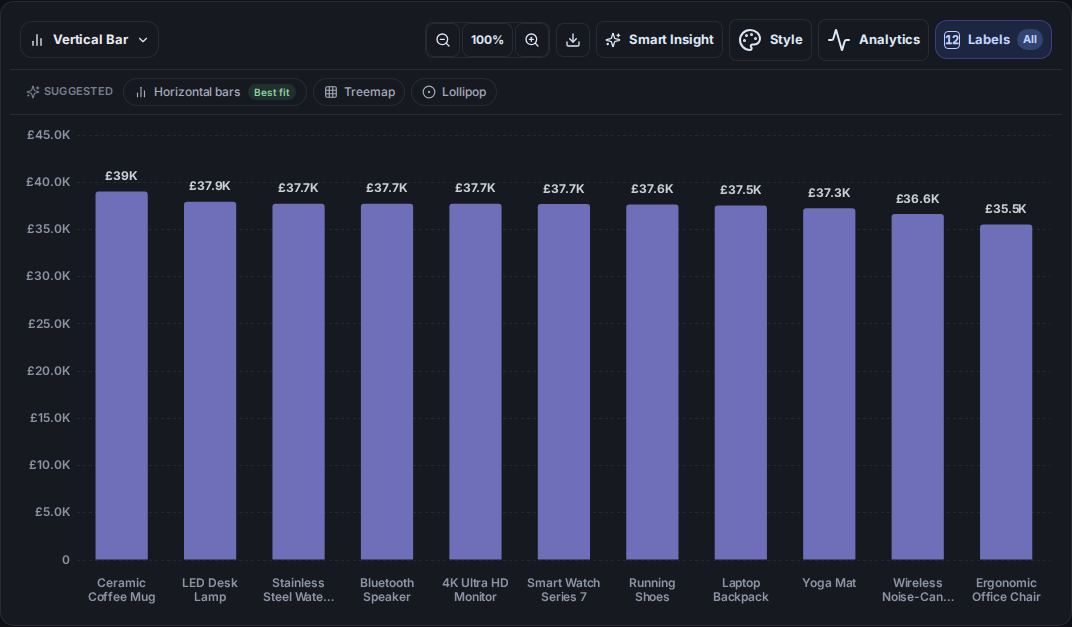 Vertical Bar
100%
Smart Insight
Style
Analytics
12 Labels All
SUGGESTED
Horizontal bars Best fit
Treemap
Lollipop
£45.0K
£40.0K
£35.0K
£30.0K
£25.0K
£20.0K
£15.0K
£10.0K
£5.0K
0
£39K
£37.9K
£37.7K
£37.7K
£37.7K
£37.7K
£37.6K
£37.5K
£37.3K
£36.6K
£35.5K
Ceramic
Coffee Mug
LED Desk
Lamp
Stainless
Steel Wate...
Bluetooth
Speaker
4K Ultra HD
Monitor
Smart Watch
Series 7
Running
Shoes
Laptop
Backpack
Yoga Mat
Wireless
Noise-Can...
Ergonomic
Office Chair